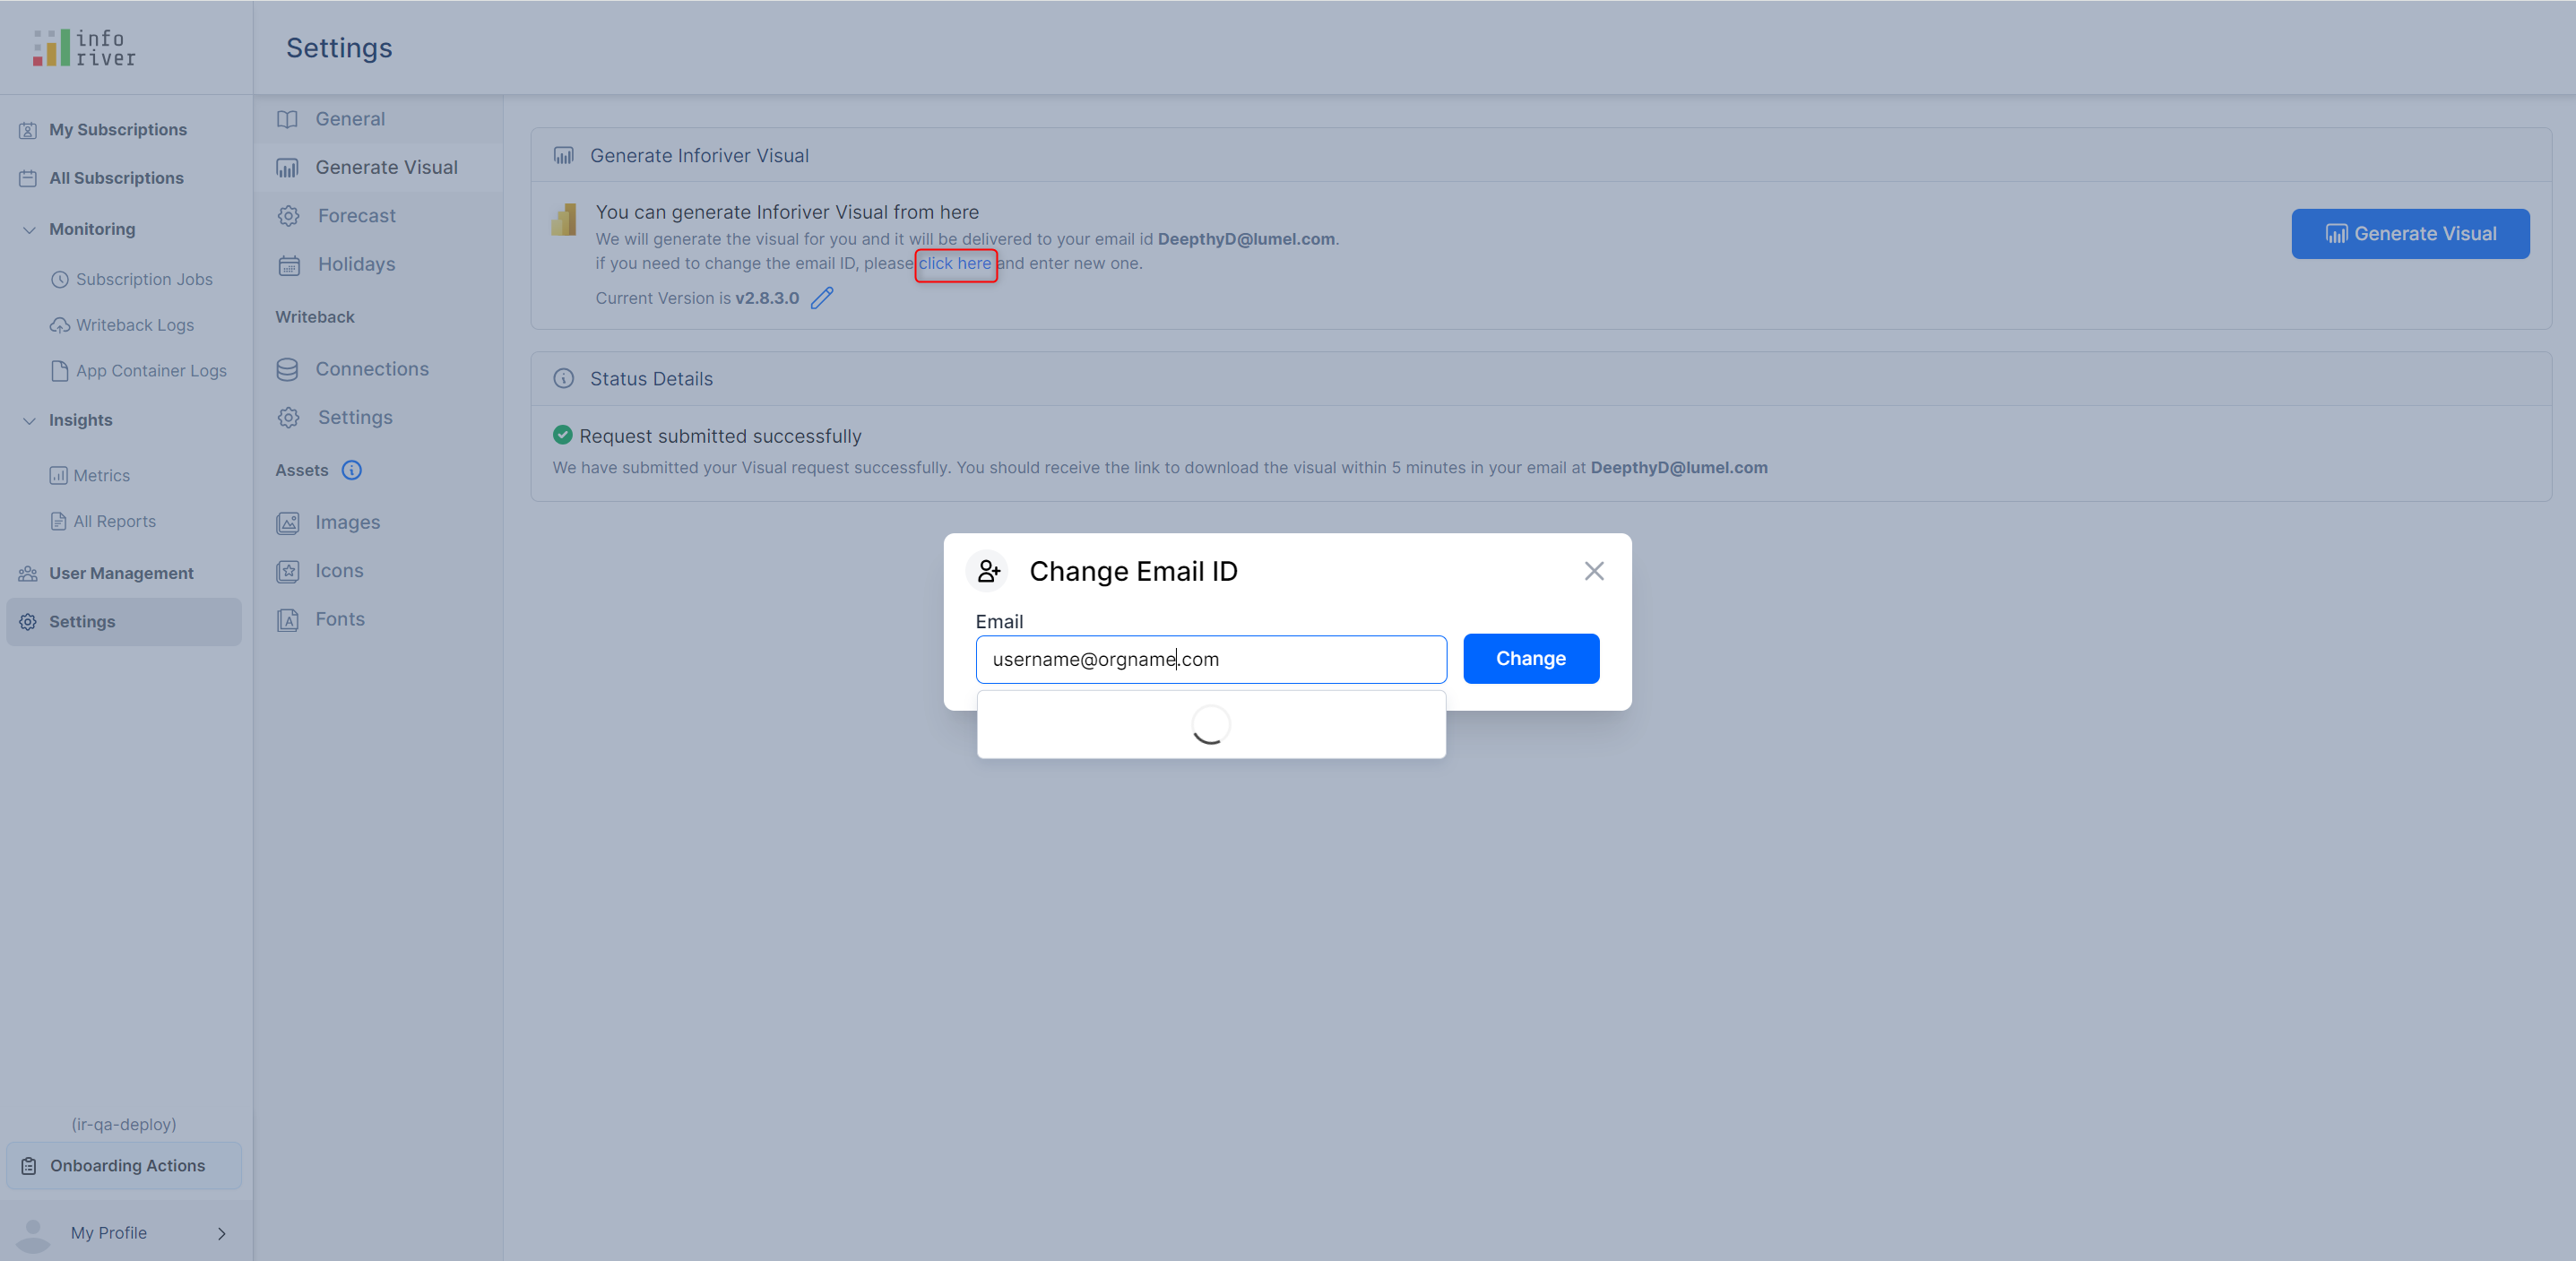 info
river
Settings
My Subscriptions
All Subscriptions
Monitoring
Subscription Jobs
Writeback Logs
App Container Logs
Insights
Metrics
All Reports
User Management
Settings
(ir-qa-deploy)
Onboarding Actions
My Profile
General
Generate Visual
Forecast
Holidays
Writeback
Connections
Settings
Assets
Images
Icons
Fonts
Generate Inforiver Visual
You can generate Inforiver Visual from here
We will generate the visual for you and it will be delivered to your email id DeepthyD@lumel.com.
if you need to change the email ID, please click here and enter new one.
Current Version is v2.8.3.0
Generate Visual
Status Details
Request submitted successfully
We have submitted your Visual request successfully. You should receive the link to download the visual within 5 minutes in your email at DeepthyD@lumel.com
Change Email ID
Email
username@orgname.com
Change